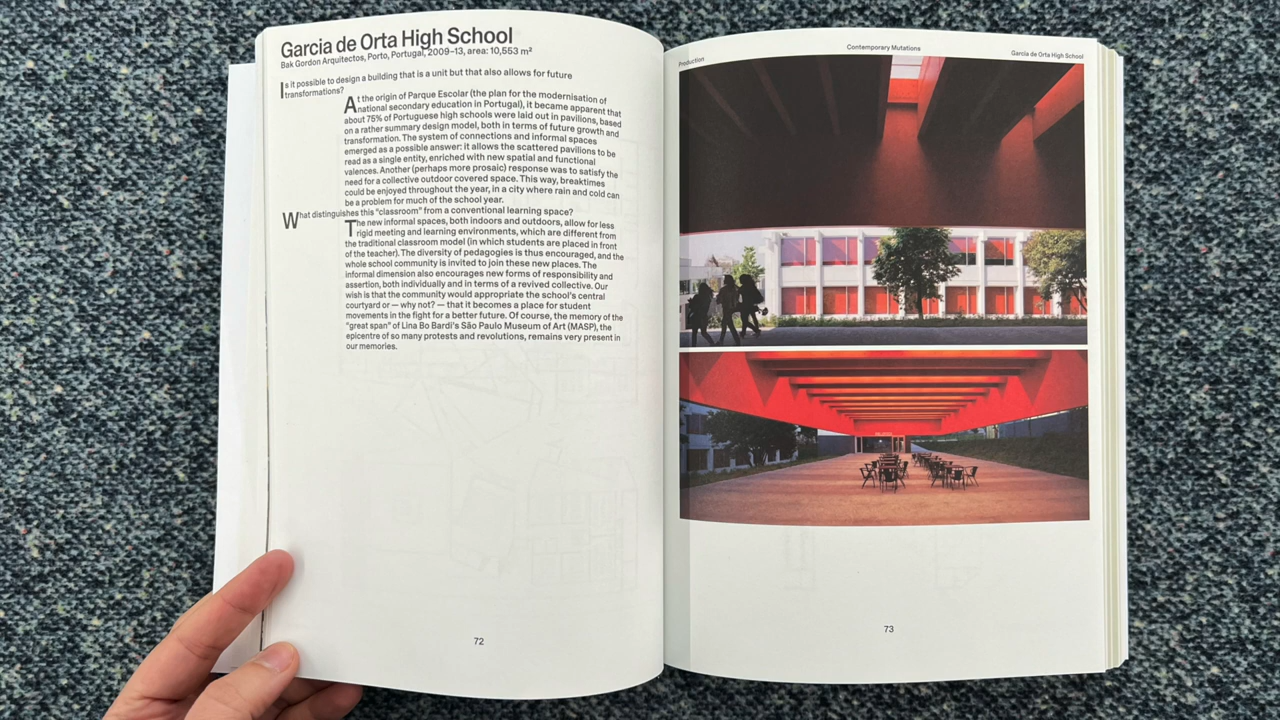 Garcia de Orta High School
Bak Gordon Arquitectos, Porto, Portugal, 2009–13, area: 10,553 m²
Is it possible to design a building that is a unit but that also allows for future
transformations?
At the origin of Parque Escolar (the plan for the modernisation of
national secondary education in Portugal), it became apparent that
about 75% of Portuguese high schools were laid out in pavilions, based
on a rather summary design model, both in terms of future growth and
transformation. The system of connections and informal spaces
emerged as a possible answer: it allows the scattered pavilions to be
read as a single entity, enriched with new spatial and functional
valences. Another (perhaps more prosaic) response was to satisfy the
need for a collective outdoor covered space. This way, breaktimes
could be enjoyed throughout the year, in a city where rain and cold can
be a problem for much of the school year.
What distinguishes this “classroom” from a conventional learning space?
The new informal spaces, both indoors and outdoors, allow for less
rigid meeting and learning environments, which are different from
the traditional classroom model (in which students are placed in front
of the teacher). The diversity of pedagogies is thus encouraged, and the
whole school community is invited to join these new places. The
informal dimension also encourages new forms of responsibility and
assertion, both individually and in terms of a revived collective. Our
wish is that the community would appropriate the school’s central
courtyard or — why not? — that it becomes a place for student
movements in the fight for a better future. Of course, the memory of the
“great span” of Lina Bo Bardi’s São Paulo Museum of Art (MASP), the
epicentre of so many protests and revolutions, remains very present in
our memories.
72
Production
Contemporary Mutations
Garcia de Orta High School
73